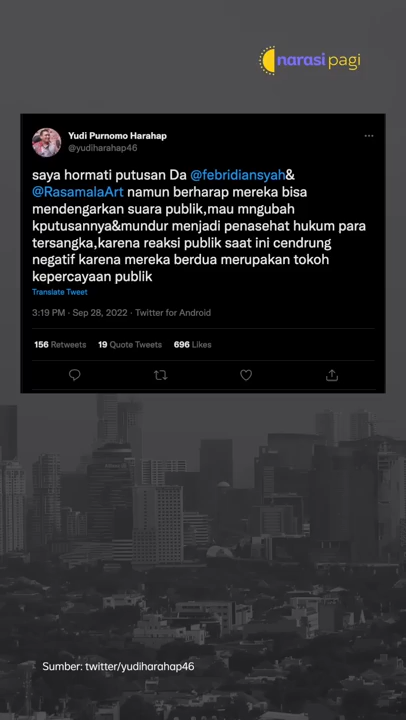 narasi pagi
Yudi Purnomo Harahap
@yudiharahap46
saya hormati putusan Da @febridiansyah&
@RasamalaArt namun berharap mereka bisa
mendengarkan suara publik,mau mngubah
kputusannya&mundur menjadi penasehat hukum para
tersangka,karena reaksi publik saat ini cendrung
negatif karena mereka berdua merupakan tokoh
kepercayaan publik
Translate Tweet
3:19 PM · Sep 28, 2022 · Twitter for Android
156 Retweets 19 Quote Tweets 696 Likes
Sumber: twitter/yudiharahap46